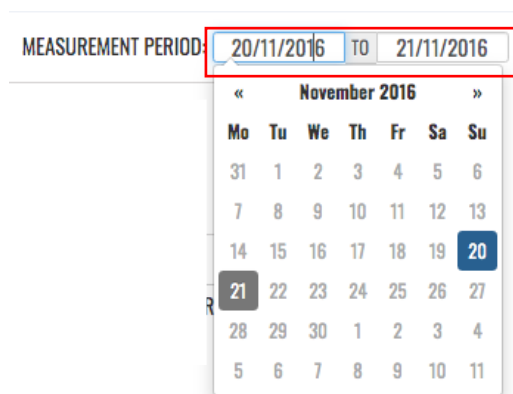 MEASUREMENT PERIOD: 20/11/2016 TO 21/11/2016
« November 2016 »
Mo Tu We Th Fr Sa Su
31 1 2 3 4 5 6
7 8 9 10 11 12 13
14 15 16 17 18 19 20
21 22 23 24 25 26 27
R
28 29 30 1 2 3 4
5 6 7 8 9 10 11